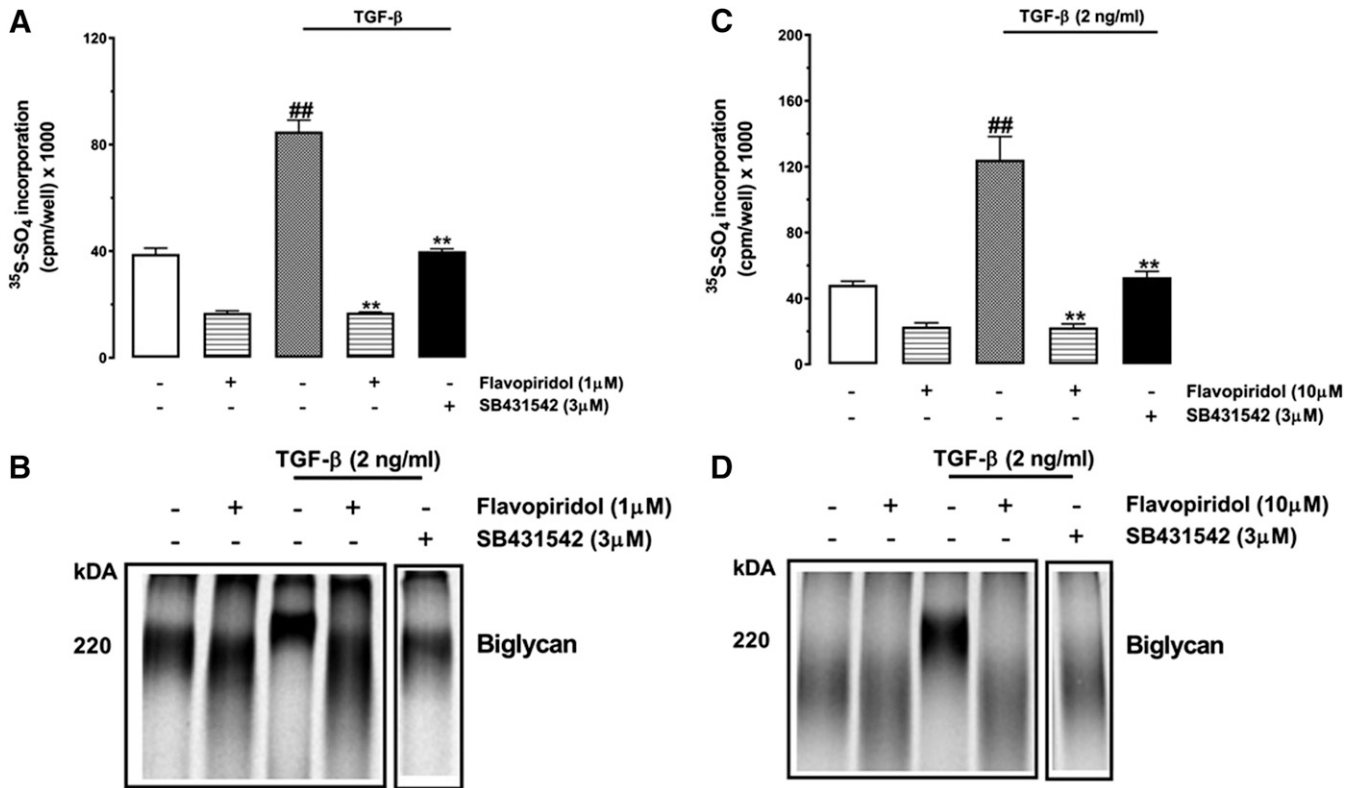 A
TGF-β
120
80
40
0
³⁵S-SO₄ incorporation
(cpm/well) x 1000
##
**
**
- + - + - Flavopiridol (1μM)
- - - - + SB431542 (3μM)
C
TGF-β (2 ng/ml)
200
160
120
80
40
0
³⁵S-SO₄ incorporation
(cpm/well) x 1000
##
**
**
- + - + - Flavopiridol (10μM
- - - - + SB431542 (3μM)
B
TGF-β (2 ng/ml)
- + - + - Flavopiridol (1μM)
- - - - + SB431542 (3μM)
kDA
220
Biglycan
D
TGF-β (2 ng/ml)
- + - + - Flavopiridol (10μM)
- - - - + SB431542 (3μM)
kDA
220
Biglycan